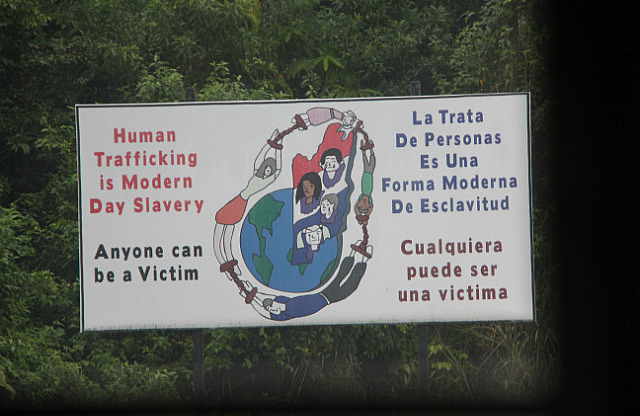 Human
Trafficking
is Modern
Day Slavery
Anyone can
be a Victim
La Trata
De Personas
Es Una
Forma Moderna
De Esclavitud
Cualquiera
puede ser
una victima